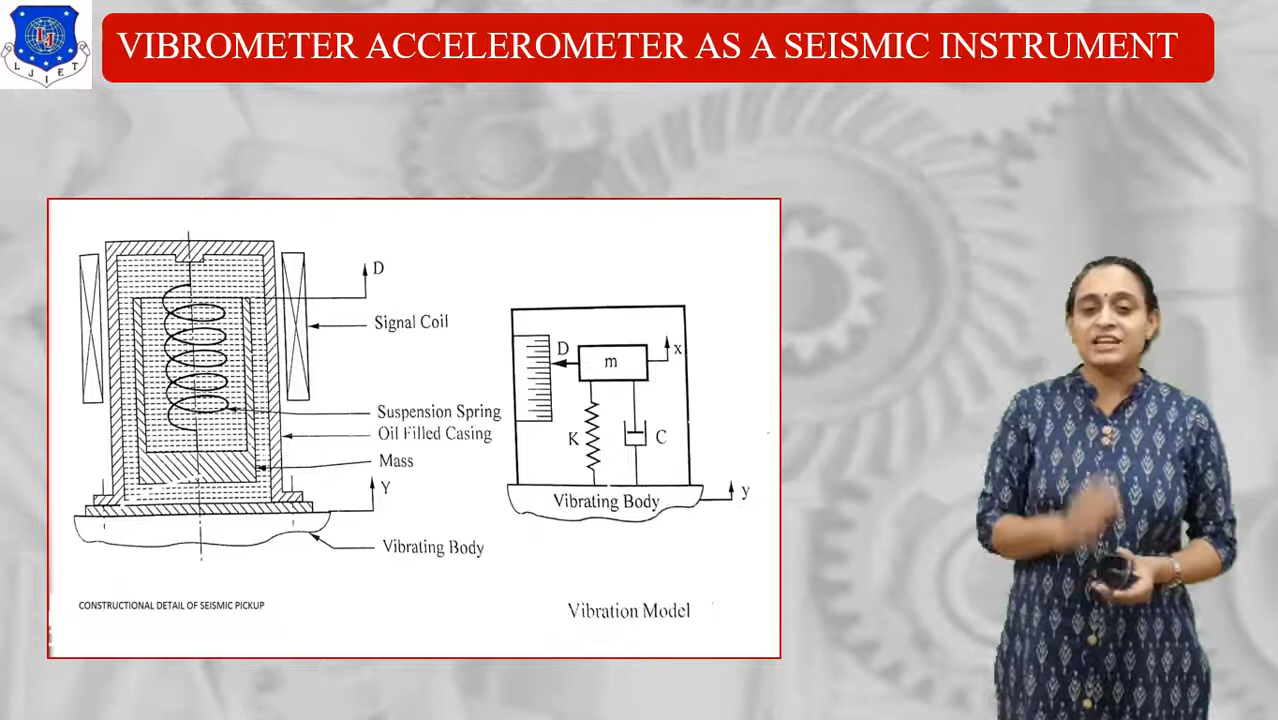 LJIET
VIBROMETER ACCELEROMETER AS A SEISMIC INSTRUMENT
D
Signal Coil
Suspension Spring
Oil Filled Casing
Mass
Y
Vibrating Body
CONSTRUCTIONAL DETAIL OF SEISMIC PICKUP
D
m
x
K
C
Vibrating Body
y
Vibration Model